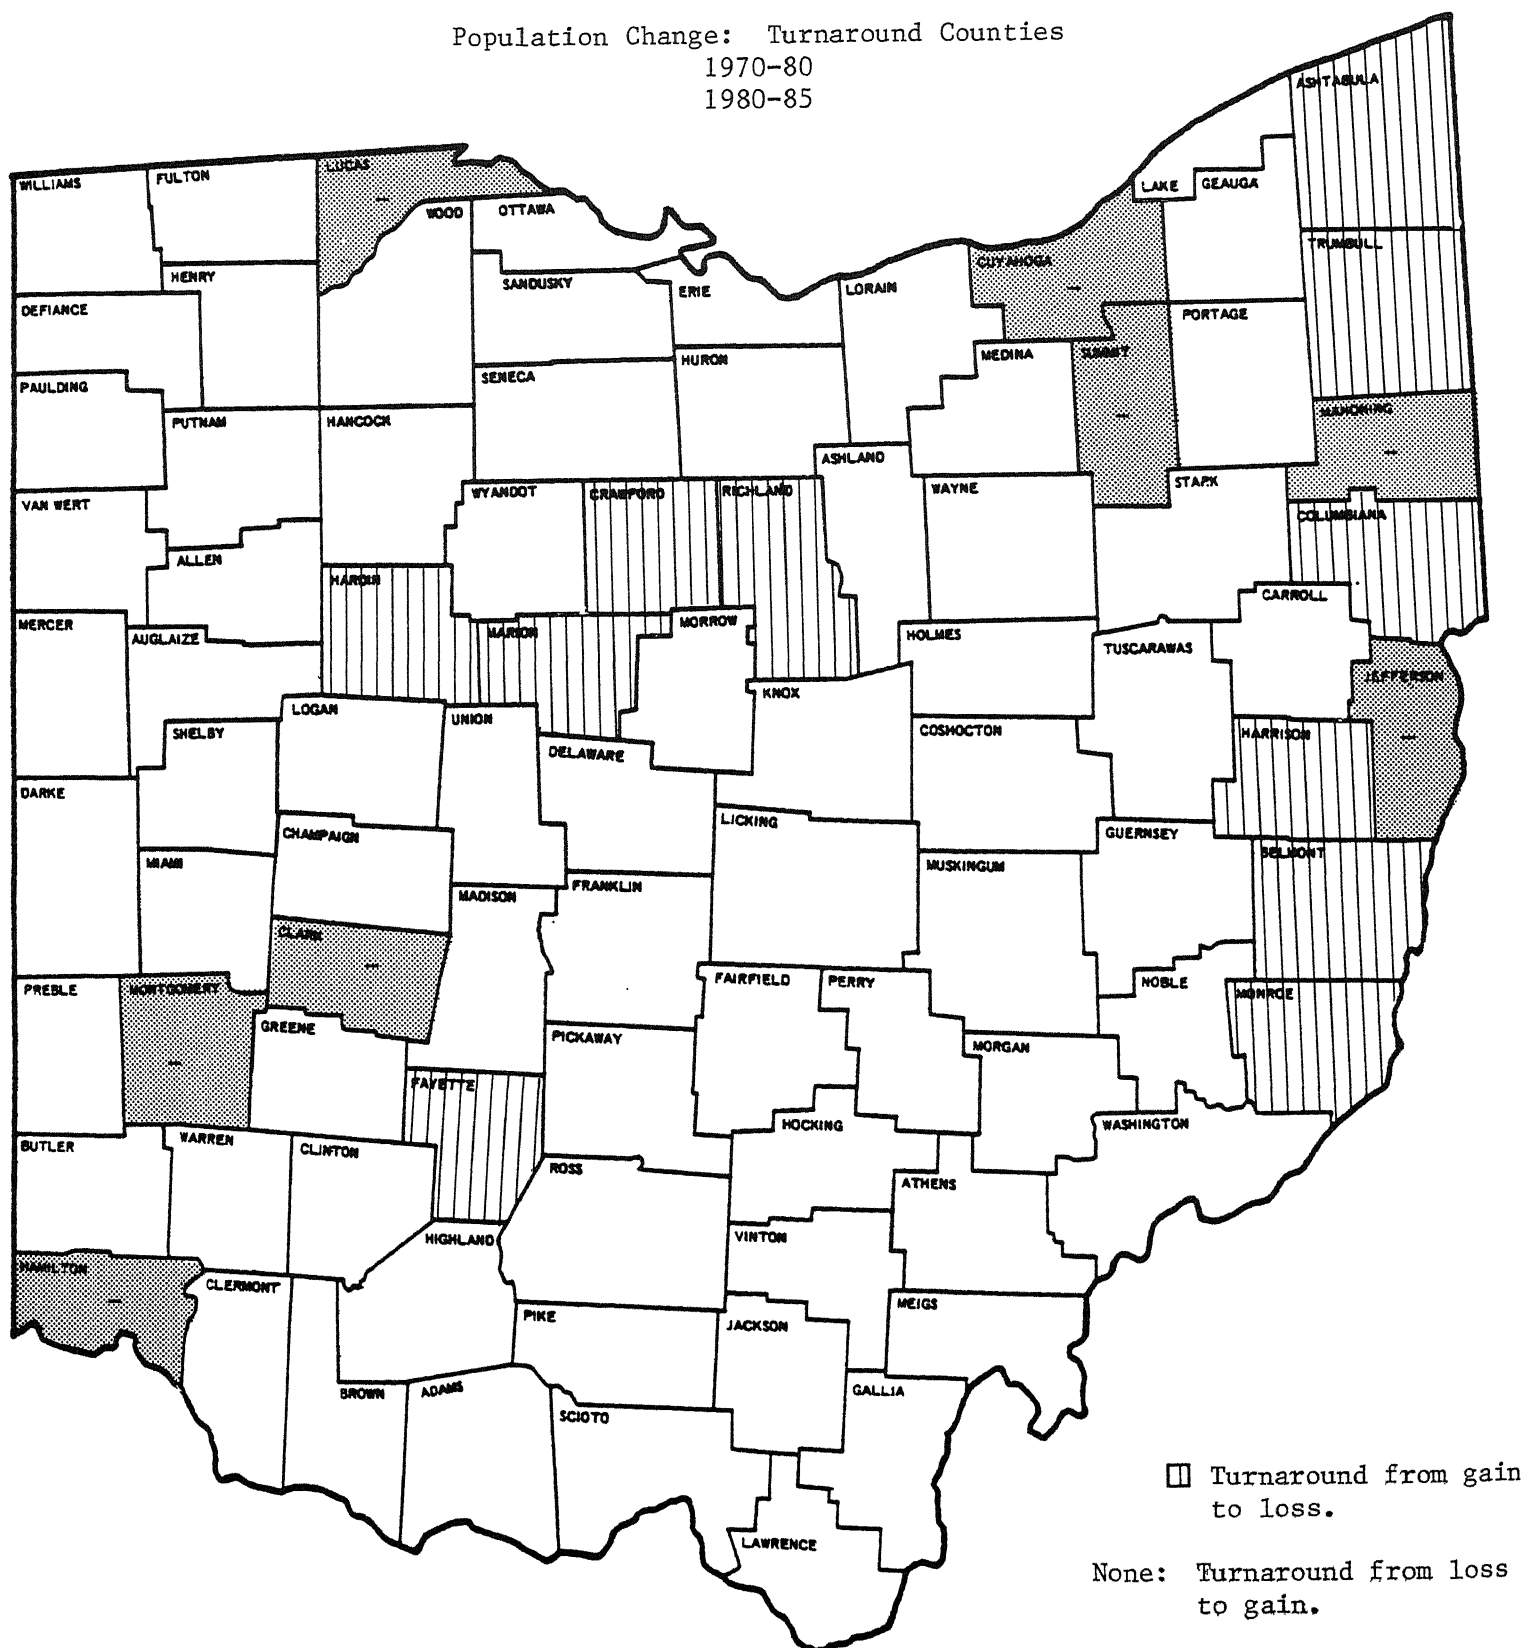 Population Change: Turnaround Counties
1970-80
1980-85
ASHTABULA
LUCAS
WILLIAMS
FULTON
LAKE
GEAUGA
WOOD
OTTAWA
TRUMBULL
CUYAHOGA
HENRY
SANDUSKY
ERIE
LORAIN
DEFIANCE
PORTAGE
MEDINA
SUMMIT
HURON
SENECA
PAULDING
MAHONING
PUTNAM
HANCOCK
ASHLAND
STARK
WYANDOT
CRAWFORD
RICHLAND
WAYNE
VAN WERT
COLUMBIANA
ALLEN
HARDIN
CARROLL
MERCER
AUGLAIZE
MARION
MORROW
HOLMES
TUSCARAWAS
JEFFERSON
KNOX
LOGAN
UNION
SHELBY
COSHOCTON
HARRISON
DELAWARE
DARKE
LICKING
CHAMPAIGN
GUERNSEY
MIAMI
BELMONT
MUSKINGUM
MADISON
FRANKLIN
CLARK
FAIRFIELD
PERRY
NOBLE
PREBLE
MONTGOMERY
MONROE
GREENE
PICKAWAY
MORGAN
FAYETTE
HOCKING
WASHINGTON
BUTLER
WARREN
CLINTON
ROSS
ATHENS
HIGHLAND
VINTON
HAMILTON
CLERMONT
MEIGS
PIKE
JACKSON
BROWN
ADAMS
GALLIA
SCIOTO
LAWRENCE
Turnaround from gain
to loss.
None: Turnaround from loss
to gain.